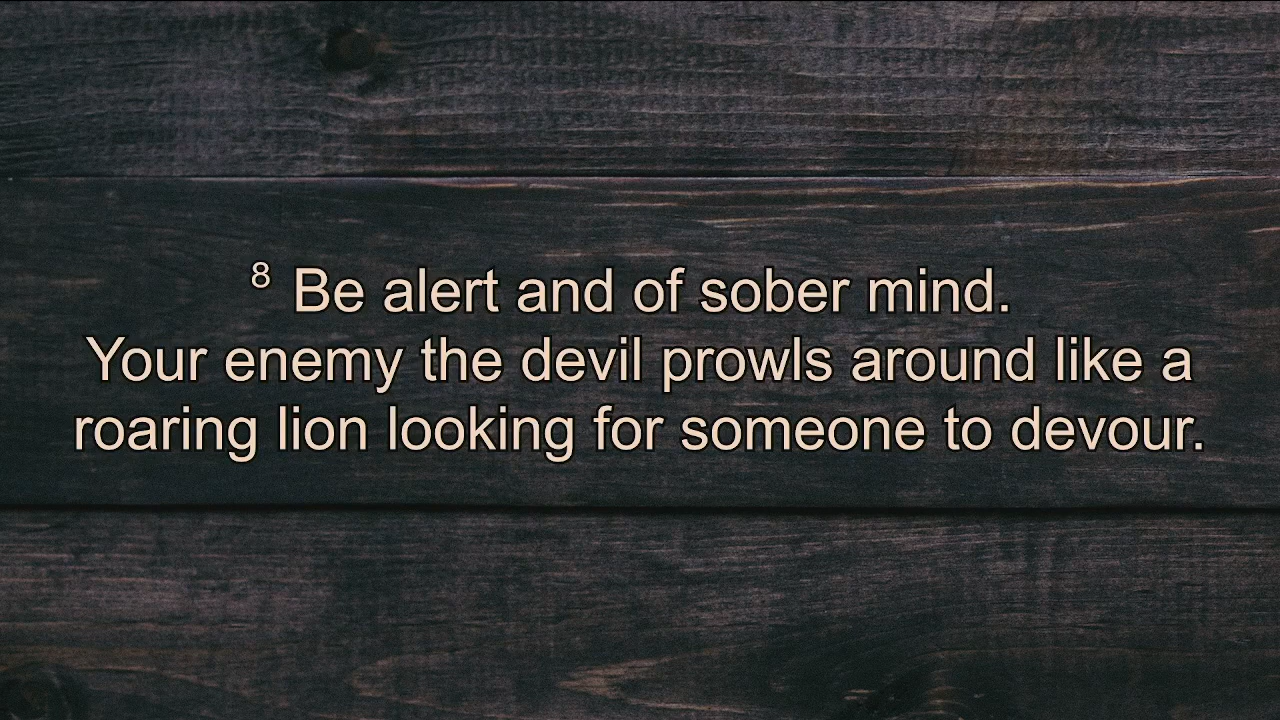 ⁸ Be alert and of sober mind.
Your enemy the devil prowls around like a
roaring lion looking for someone to devour.